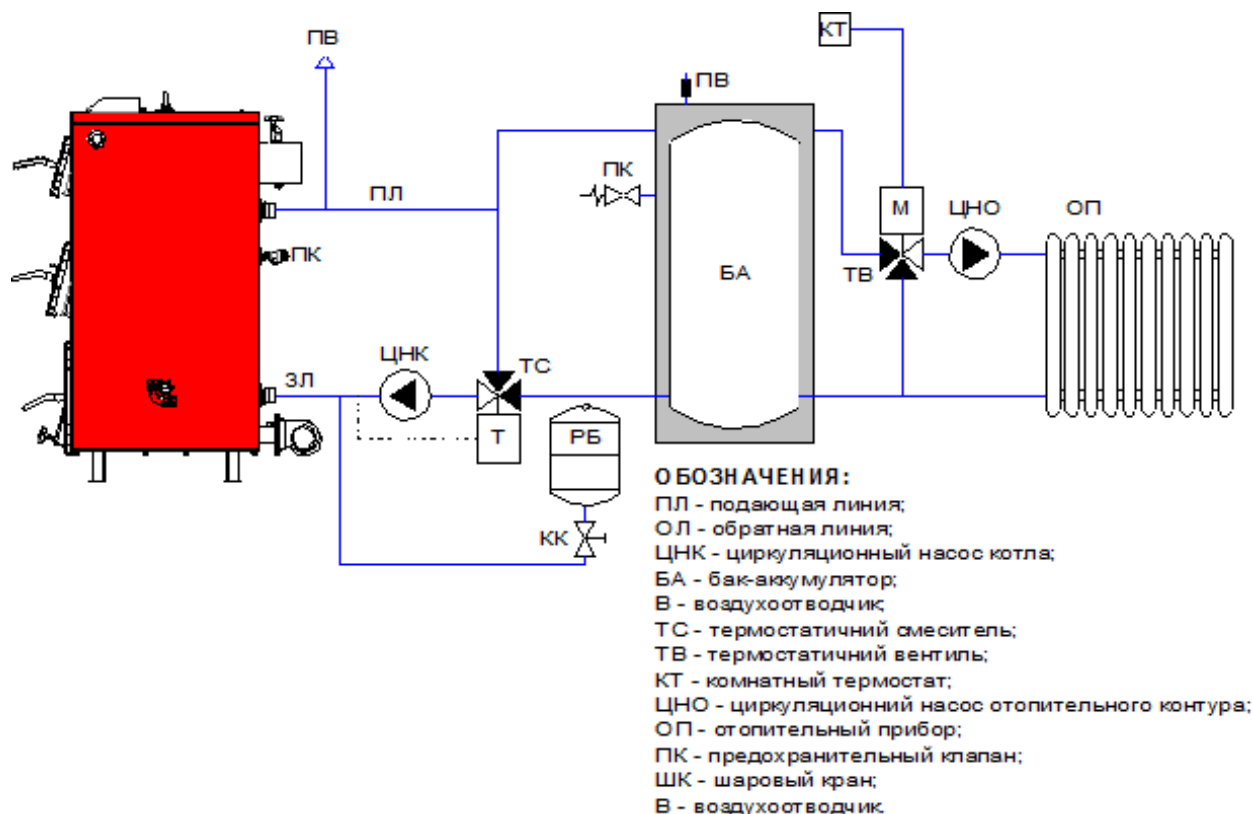 КТ
ПВ
ПВ
ПК
ПЛ
М
ЦНО
ОП
ПК
ТВ
БА
ЦНК
ТС
ЗЛ
Т
РБ
КК
ОБОЗНАЧЕНИЯ:
ПЛ - подающая линия;
ОЛ - обратная линия;
ЦНК - циркуляционный насос котла;
БА - бак-аккумулятор;
В - воздухоотводчик;
ТС - термостатичний смеситель;
ТВ - термостатичний вентиль;
КТ - комнатный термостат;
ЦНО - циркуляционний насос отопительного контура;
ОП - отопительный прибор;
ПК - предохранительный клапан;
ШК - шаровый кран;
В - воздухоотводчик.